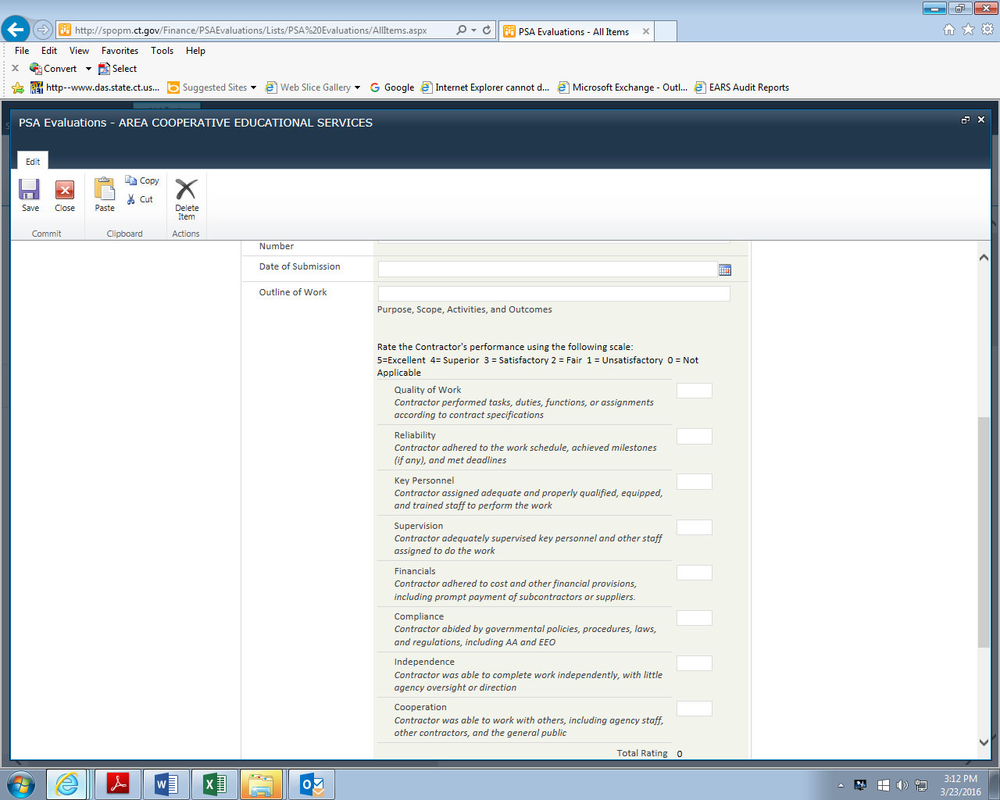 http://spopm.ct.gov/Finance/PSAEvaluations/Lists/PSA%20Evaluations/AllItems.aspx
PSA Evaluations - All Items
File Edit View Favorites Tools Help
Convert Select
http--www.das.state.ct.us... Suggested Sites Web Slice Gallery Google Internet Explorer cannot d... Microsoft Exchange - Outl... EARS Audit Reports
PSA Evaluations - AREA COOPERATIVE EDUCATIONAL SERVICES
Edit
Save Close Paste Copy Cut Delete Item
Commit Clipboard Actions
Number
Date of Submission
Outline of Work
Purpose, Scope, Activities, and Outcomes
Rate the Contractor's performance using the following scale:
5=Excellent 4= Superior 3 = Satisfactory 2 = Fair 1 = Unsatisfactory 0 = Not
Applicable
Quality of Work
Contractor performed tasks, duties, functions, or assignments
according to contract specifications
Reliability
Contractor adhered to the work schedule, achieved milestones
(if any), and met deadlines
Key Personnel
Contractor assigned adequate and properly qualified, equipped,
and trained staff to perform the work
Supervision
Contractor adequately supervised key personnel and other staff
assigned to do the work
Financials
Contractor adhered to cost and other financial provisions,
including prompt payment of subcontractors or suppliers.
Compliance
Contractor abided by governmental policies, procedures, laws,
and regulations, including AA and EEO
Independence
Contractor was able to complete work independently, with little
agency oversight or direction
Cooperation
Contractor was able to work with others, including agency staff,
other contractors, and the general public
Total Rating 0
3:12 PM
3/23/2016